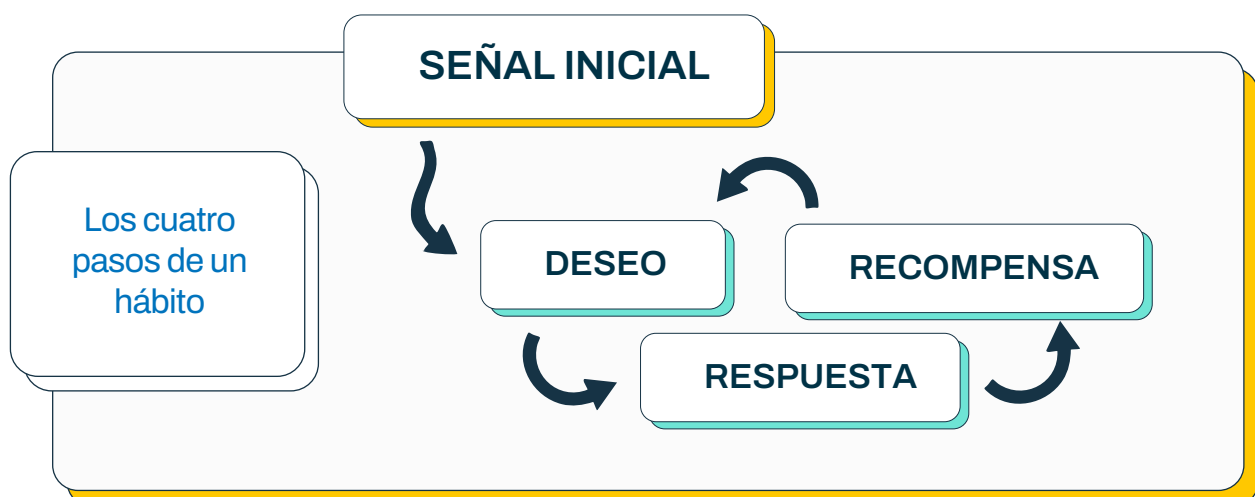 SEÑAL INICIAL
Los cuatro
pasos de un
hábito
DESEO
RECOMPENSA
RESPUESTA